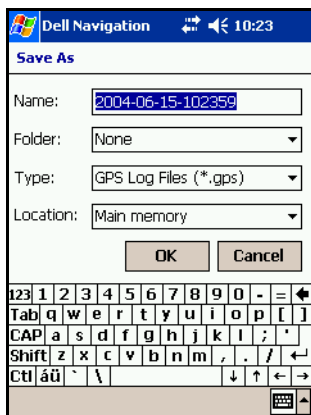 Dell Navigation 10:23
Save As
Name: 2004-06-15-102359
Folder: None
Type: GPS Log Files (*.gps)
Location: Main memory
OK Cancel
123 1 2 3 4 5 6 7 8 9 0 - =
Tab q w e r t y u i o p [ ]
CAP a s d f g h j k l ; '
Shift z x c v b n m , . /
Ctl áü ` \